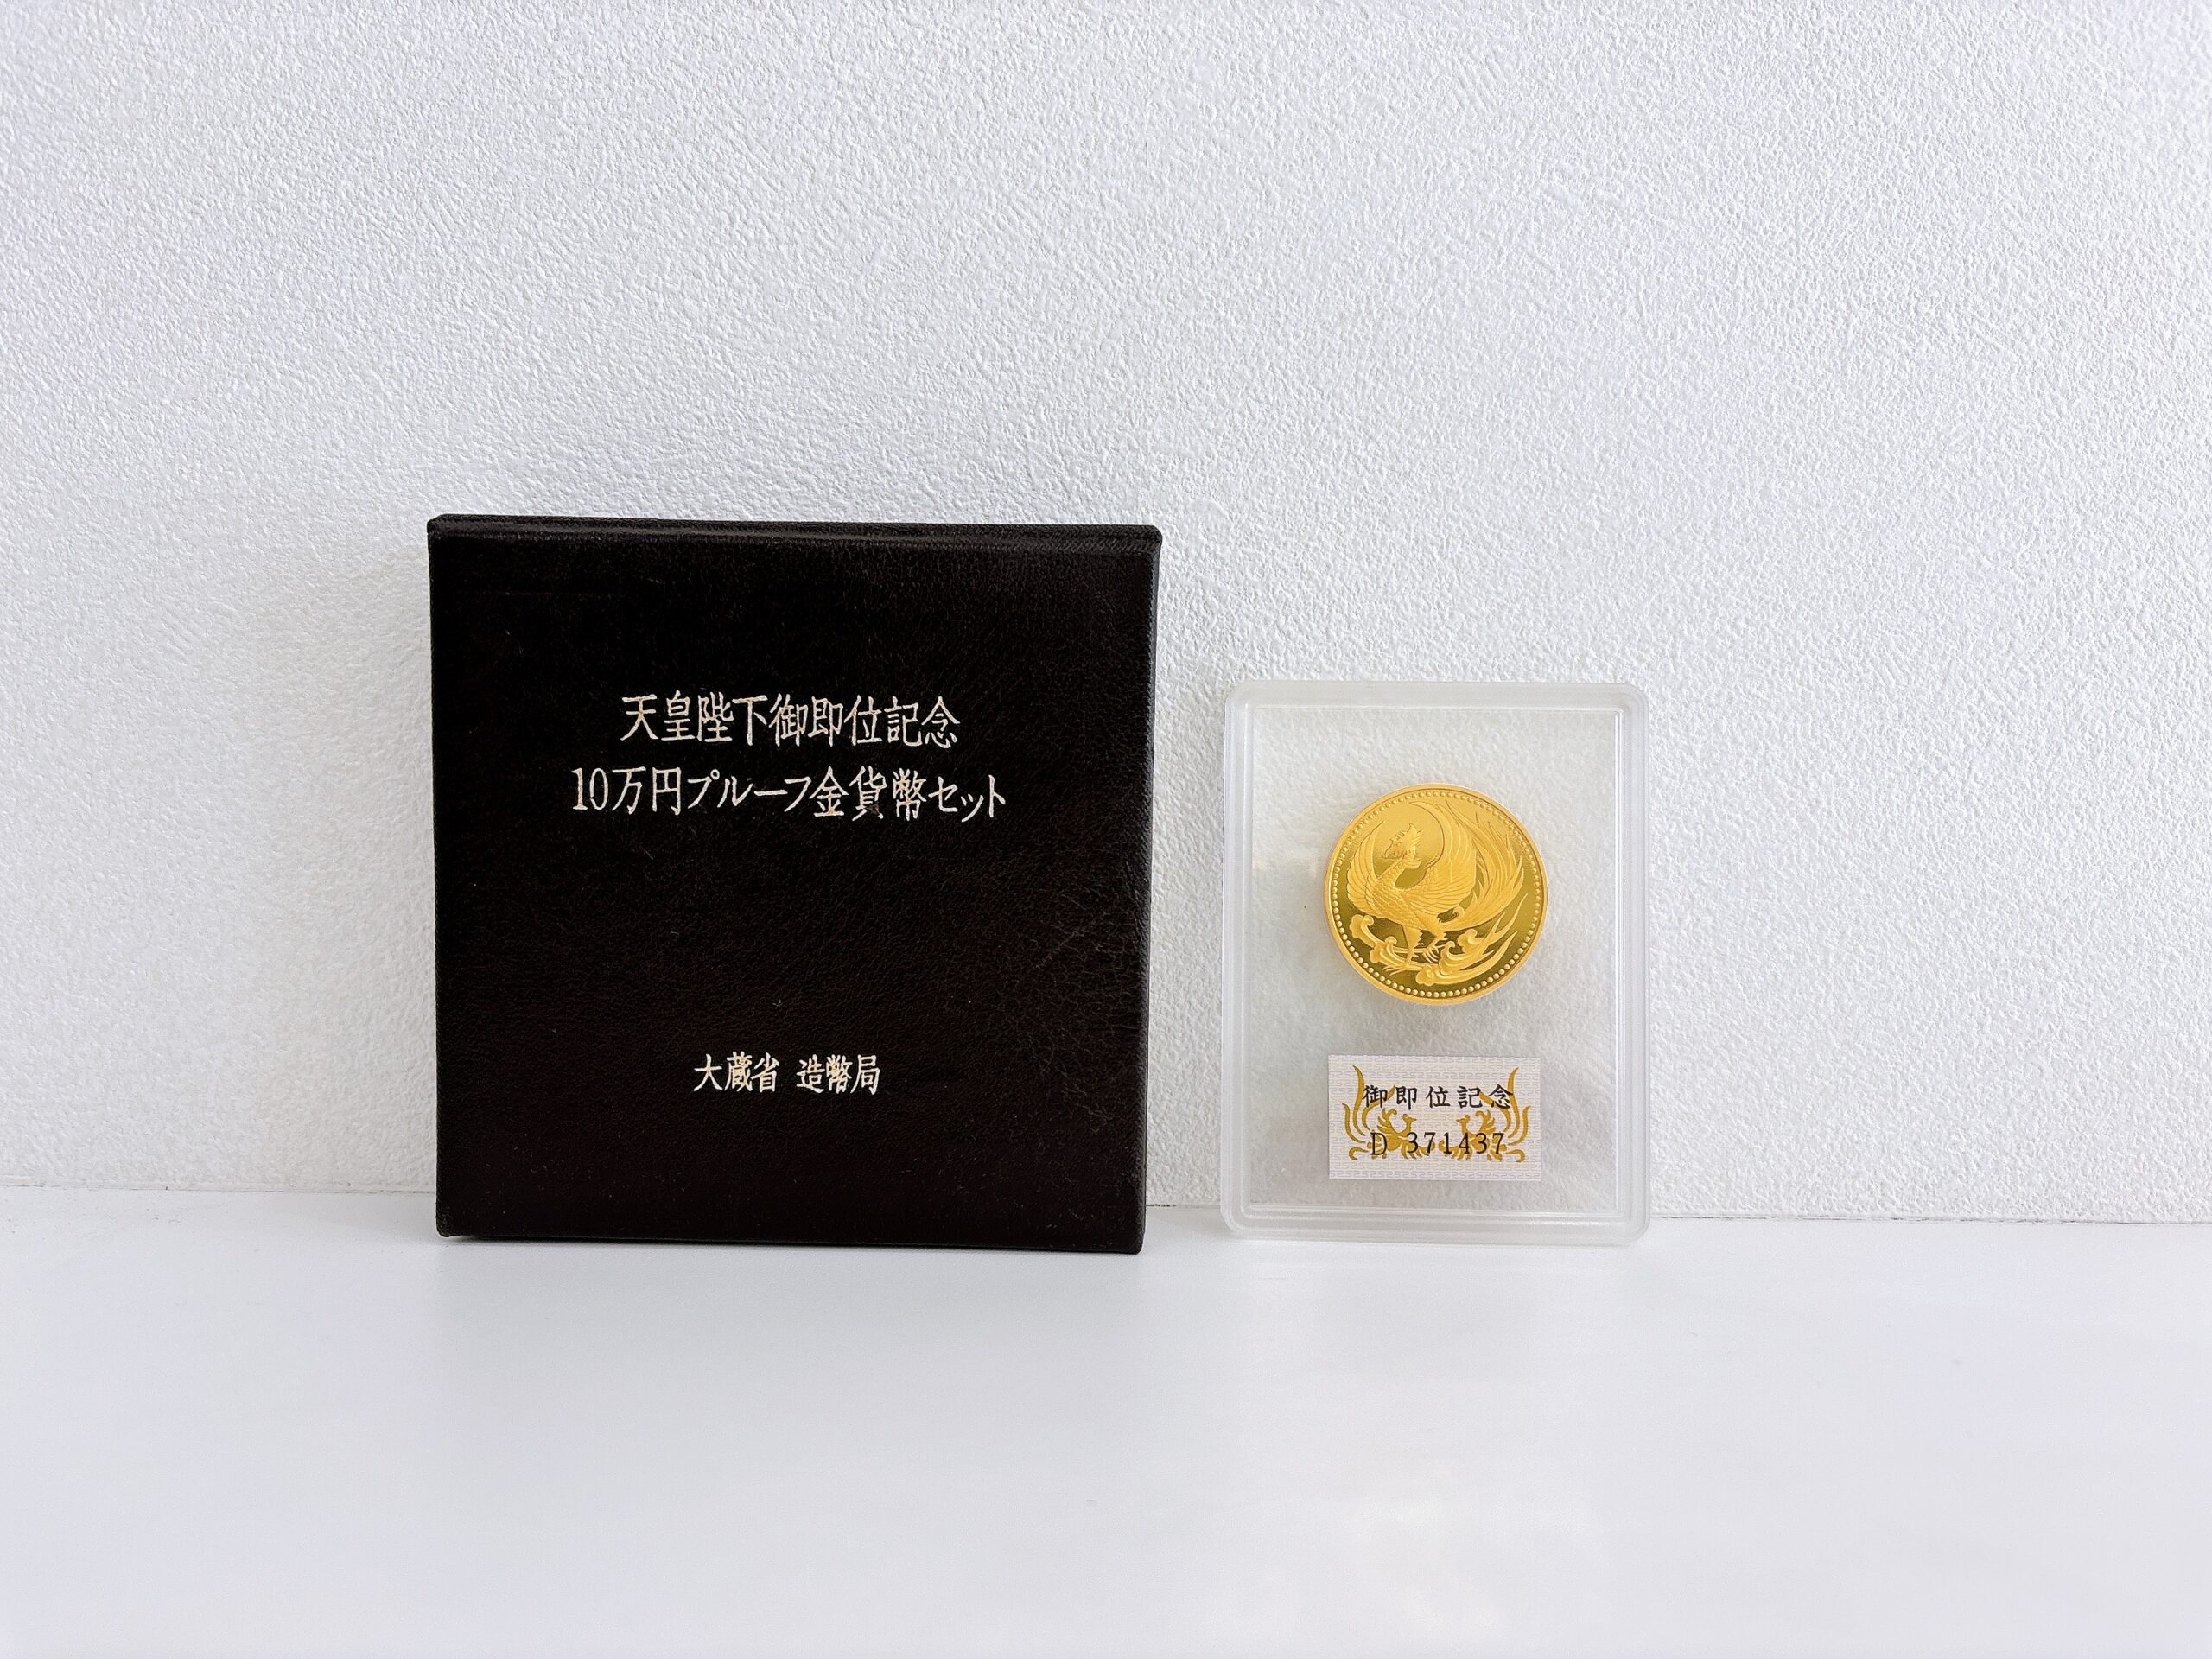 天皇陛下御即位記念
10万円プルーフ金貨幣セット
大蔵省 造幣局
御即位記念
D 371437